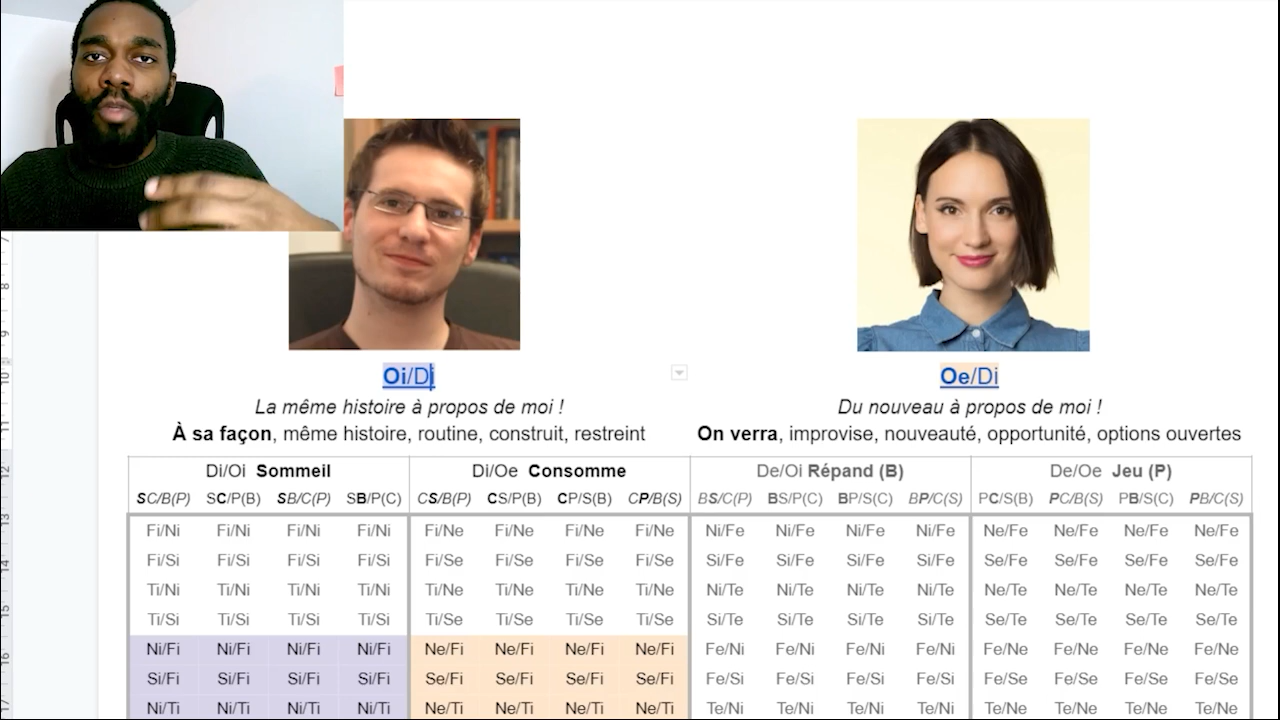 Oi/Di
Oe/Di
La même histoire à propos de moi !
Du nouveau à propos de moi !
À sa façon, même histoire, routine, construit, restreint
On verra, improvise, nouveauté, opportunité, options ouvertes
Di/Oi Sommeil Di/Oe Consomme De/Oi Répand (B) De/Oe Jeu (P)
SC/B(P) SC/P(B) SB/C(P) SB/P(C) CS/B(P) CS/P(B) CP/S(B) CP/B(S) BS/C(P) BS/P(C) BP/S(C) BP/C(S) PC/S(B) PC/B(S) PB/S(C) PB/C(S)
Fi/Ni Fi/Ni Fi/Ni Fi/Ni Fi/Ne Fi/Ne Fi/Ne Fi/Ne Ni/Fe Ni/Fe Ni/Fe Ni/Fe Ne/Fe Ne/Fe Ne/Fe Ne/Fe
Fi/Si Fi/Si Fi/Si Fi/Si Fi/Se Fi/Se Fi/Se Fi/Se Si/Fe Si/Fe Si/Fe Si/Fe Se/Fe Se/Fe Se/Fe Se/Fe
Ti/Ni Ti/Ni Ti/Ni Ti/Ni Ti/Ne Ti/Ne Ti/Ne Ti/Ne Ni/Te Ni/Te Ni/Te Ni/Te Ne/Te Ne/Te Ne/Te Ne/Te
Ti/Si Ti/Si Ti/Si Ti/Si Ti/Se Ti/Se Ti/Se Ti/Se Si/Te Si/Te Si/Te Si/Te Se/Te Se/Te Se/Te Se/Te
Ni/Fi Ni/Fi Ni/Fi Ni/Fi Ne/Fi Ne/Fi Ne/Fi Ne/Fi Fe/Ni Fe/Ni Fe/Ni Fe/Ni Fe/Ne Fe/Ne Fe/Ne Fe/Ne
Si/Fi Si/Fi Si/Fi Si/Fi Se/Fi Se/Fi Se/Fi Se/Fi Fe/Si Fe/Si Fe/Si Fe/Si Fe/Se Fe/Se Fe/Se Fe/Se
Ni/Ti Ni/Ti Ni/Ti Ni/Ti Ne/Ti Ne/Ti Ne/Ti Ne/Ti Te/Ni Te/Ni Te/Ni Te/Ni Te/Ne Te/Ne Te/Ne Te/Ne
8
9
10
11
12
13
14
15
16
17